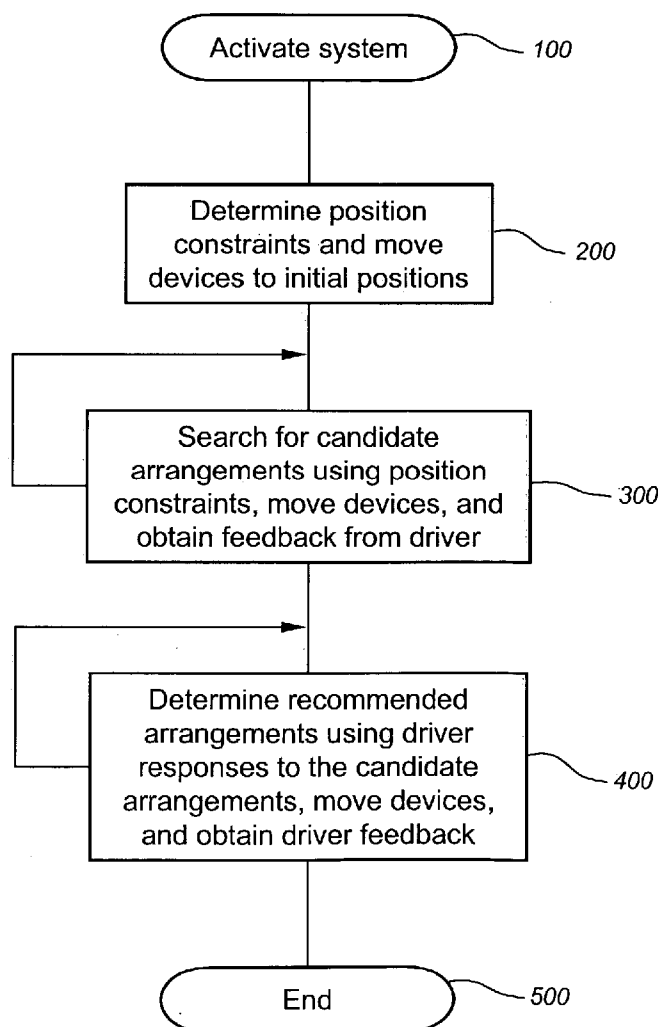 Activate system
100
Determine position
constraints and move
devices to initial positions
200
Search for candidate
arrangements using position
constraints, move devices, and
obtain feedback from driver
300
Determine recommended
arrangements using driver
responses to the candidate
arrangements, move devices,
and obtain driver feedback
400
End
500